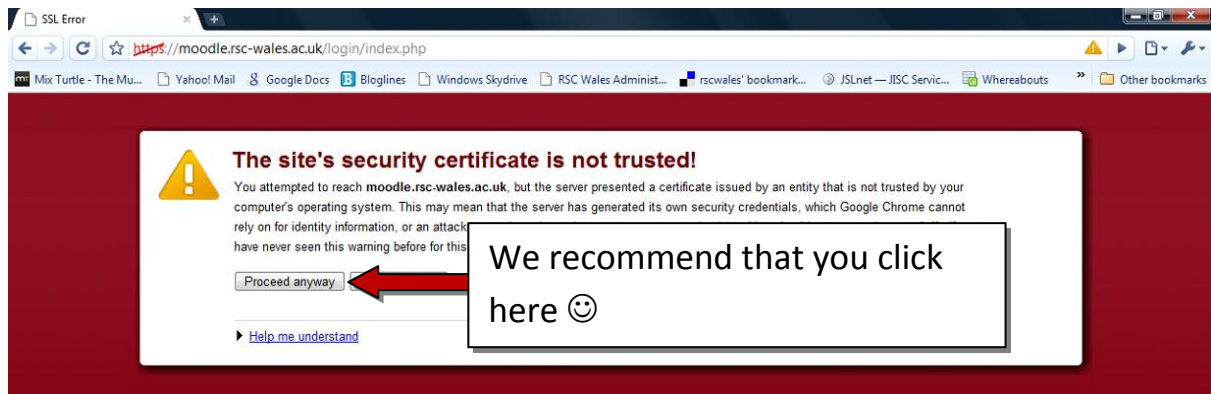 SSL Error
https://moodle.rsc-wales.ac.uk/login/index.php
Mix Turtle - The Mu... Yahoo! Mail Google Docs Bloglines Windows Skydrive RSC Wales Administ... rscwales' bookmark... JSLnet — JISC Servic... Whereabouts » Other bookmarks
The site's security certificate is not trusted!
You attempted to reach moodle.rsc-wales.ac.uk, but the server presented a certificate issued by an entity that is not trusted by your
computer's operating system. This may mean that the server has generated its own security credentials, which Google Chrome cannot
rely on for identity information, or an attack
have never seen this warning before for this
We recommend that you click
here ☺
Proceed anyway
Help me understand